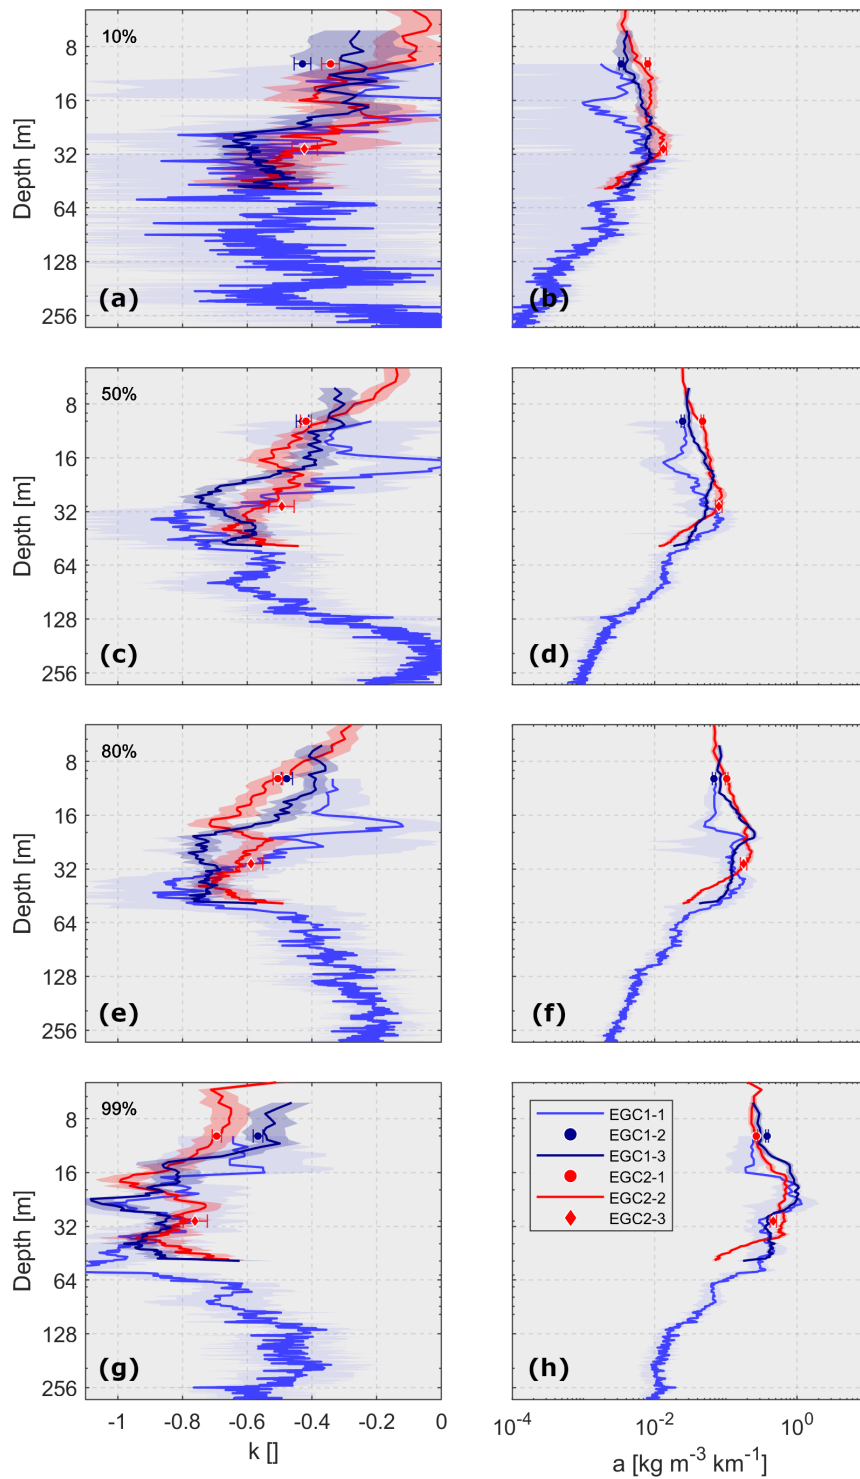 10%
8
16
32
64
128
256
Depth [m]
(a)
(b)
50%
8
16
32
64
128
256
Depth [m]
(c)
(d)
80%
8
16
32
64
128
256
Depth [m]
(e)
(f)
99%
8
16
32
64
128
256
Depth [m]
(g)
(h)
EGC1-1
EGC1-2
EGC1-3
EGC2-1
EGC2-2
EGC2-3
-1 -0.8 -0.6 -0.4 -0.2 0
k []
10⁻⁴ 10⁻² 10⁰
a [kg m⁻³ km⁻¹]